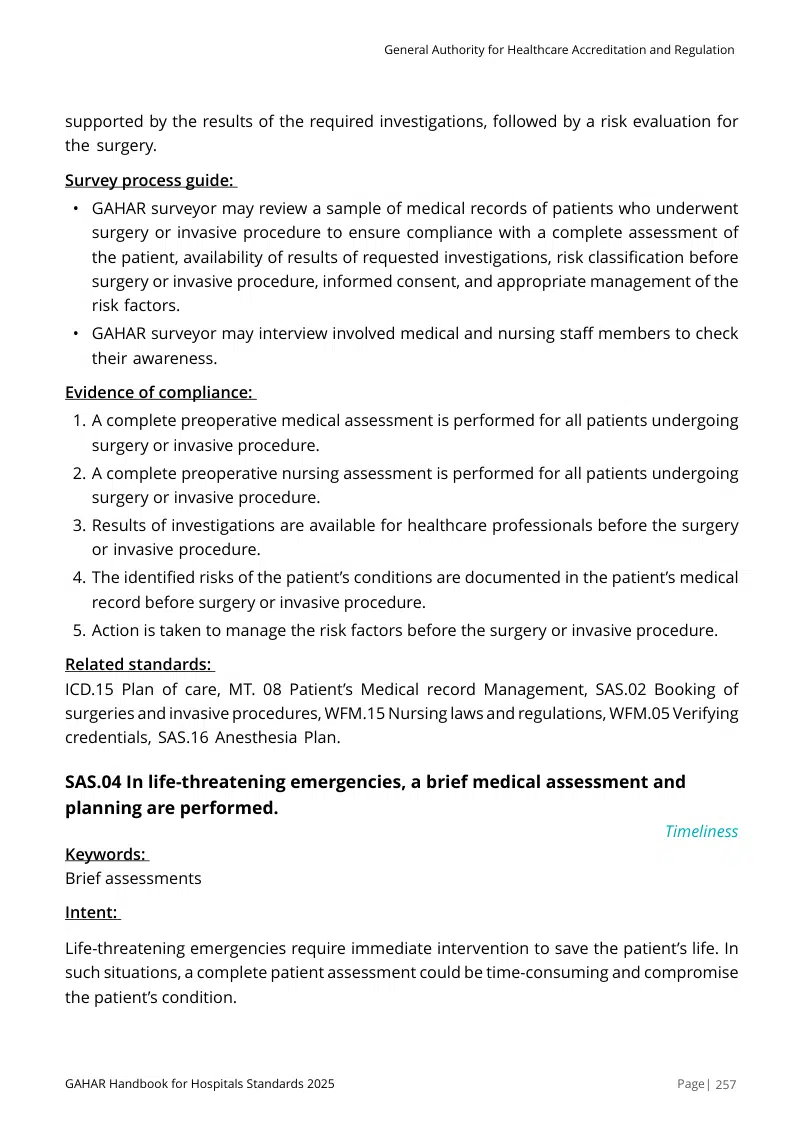 General Authority for Healthcare Accreditation and Regulation
supported by the results of the required investigations, followed by a risk evaluation for
the surgery.
Survey process guide:
• GAHAR surveyor may review a sample of medical records of patients who underwent
surgery or invasive procedure to ensure compliance with a complete assessment of
the patient, availability of results of requested investigations, risk classification before
surgery or invasive procedure, informed consent, and appropriate management of the
risk factors.
• GAHAR surveyor may interview involved medical and nursing staff members to check
their awareness.
Evidence of compliance:
1. A complete preoperative medical assessment is performed for all patients undergoing
surgery or invasive procedure.
2. A complete preoperative nursing assessment is performed for all patients undergoing
surgery or invasive procedure.
3. Results of investigations are available for healthcare professionals before the surgery
or invasive procedure.
4. The identified risks of the patient’s conditions are documented in the patient’s medical
record before surgery or invasive procedure.
5. Action is taken to manage the risk factors before the surgery or invasive procedure.
Related standards:
ICD.15 Plan of care, MT. 08 Patient’s Medical record Management, SAS.02 Booking of
surgeries and invasive procedures, WFM.15 Nursing laws and regulations, WFM.05 Verifying
credentials, SAS.16 Anesthesia Plan.
SAS.04 In life-threatening emergencies, a brief medical assessment and
planning are performed.
Timeliness
Keywords:
Brief assessments
Intent:
Life-threatening emergencies require immediate intervention to save the patient’s life. In
such situations, a complete patient assessment could be time-consuming and compromise
the patient’s condition.
GAHAR Handbook for Hospitals Standards 2025
Page| 257